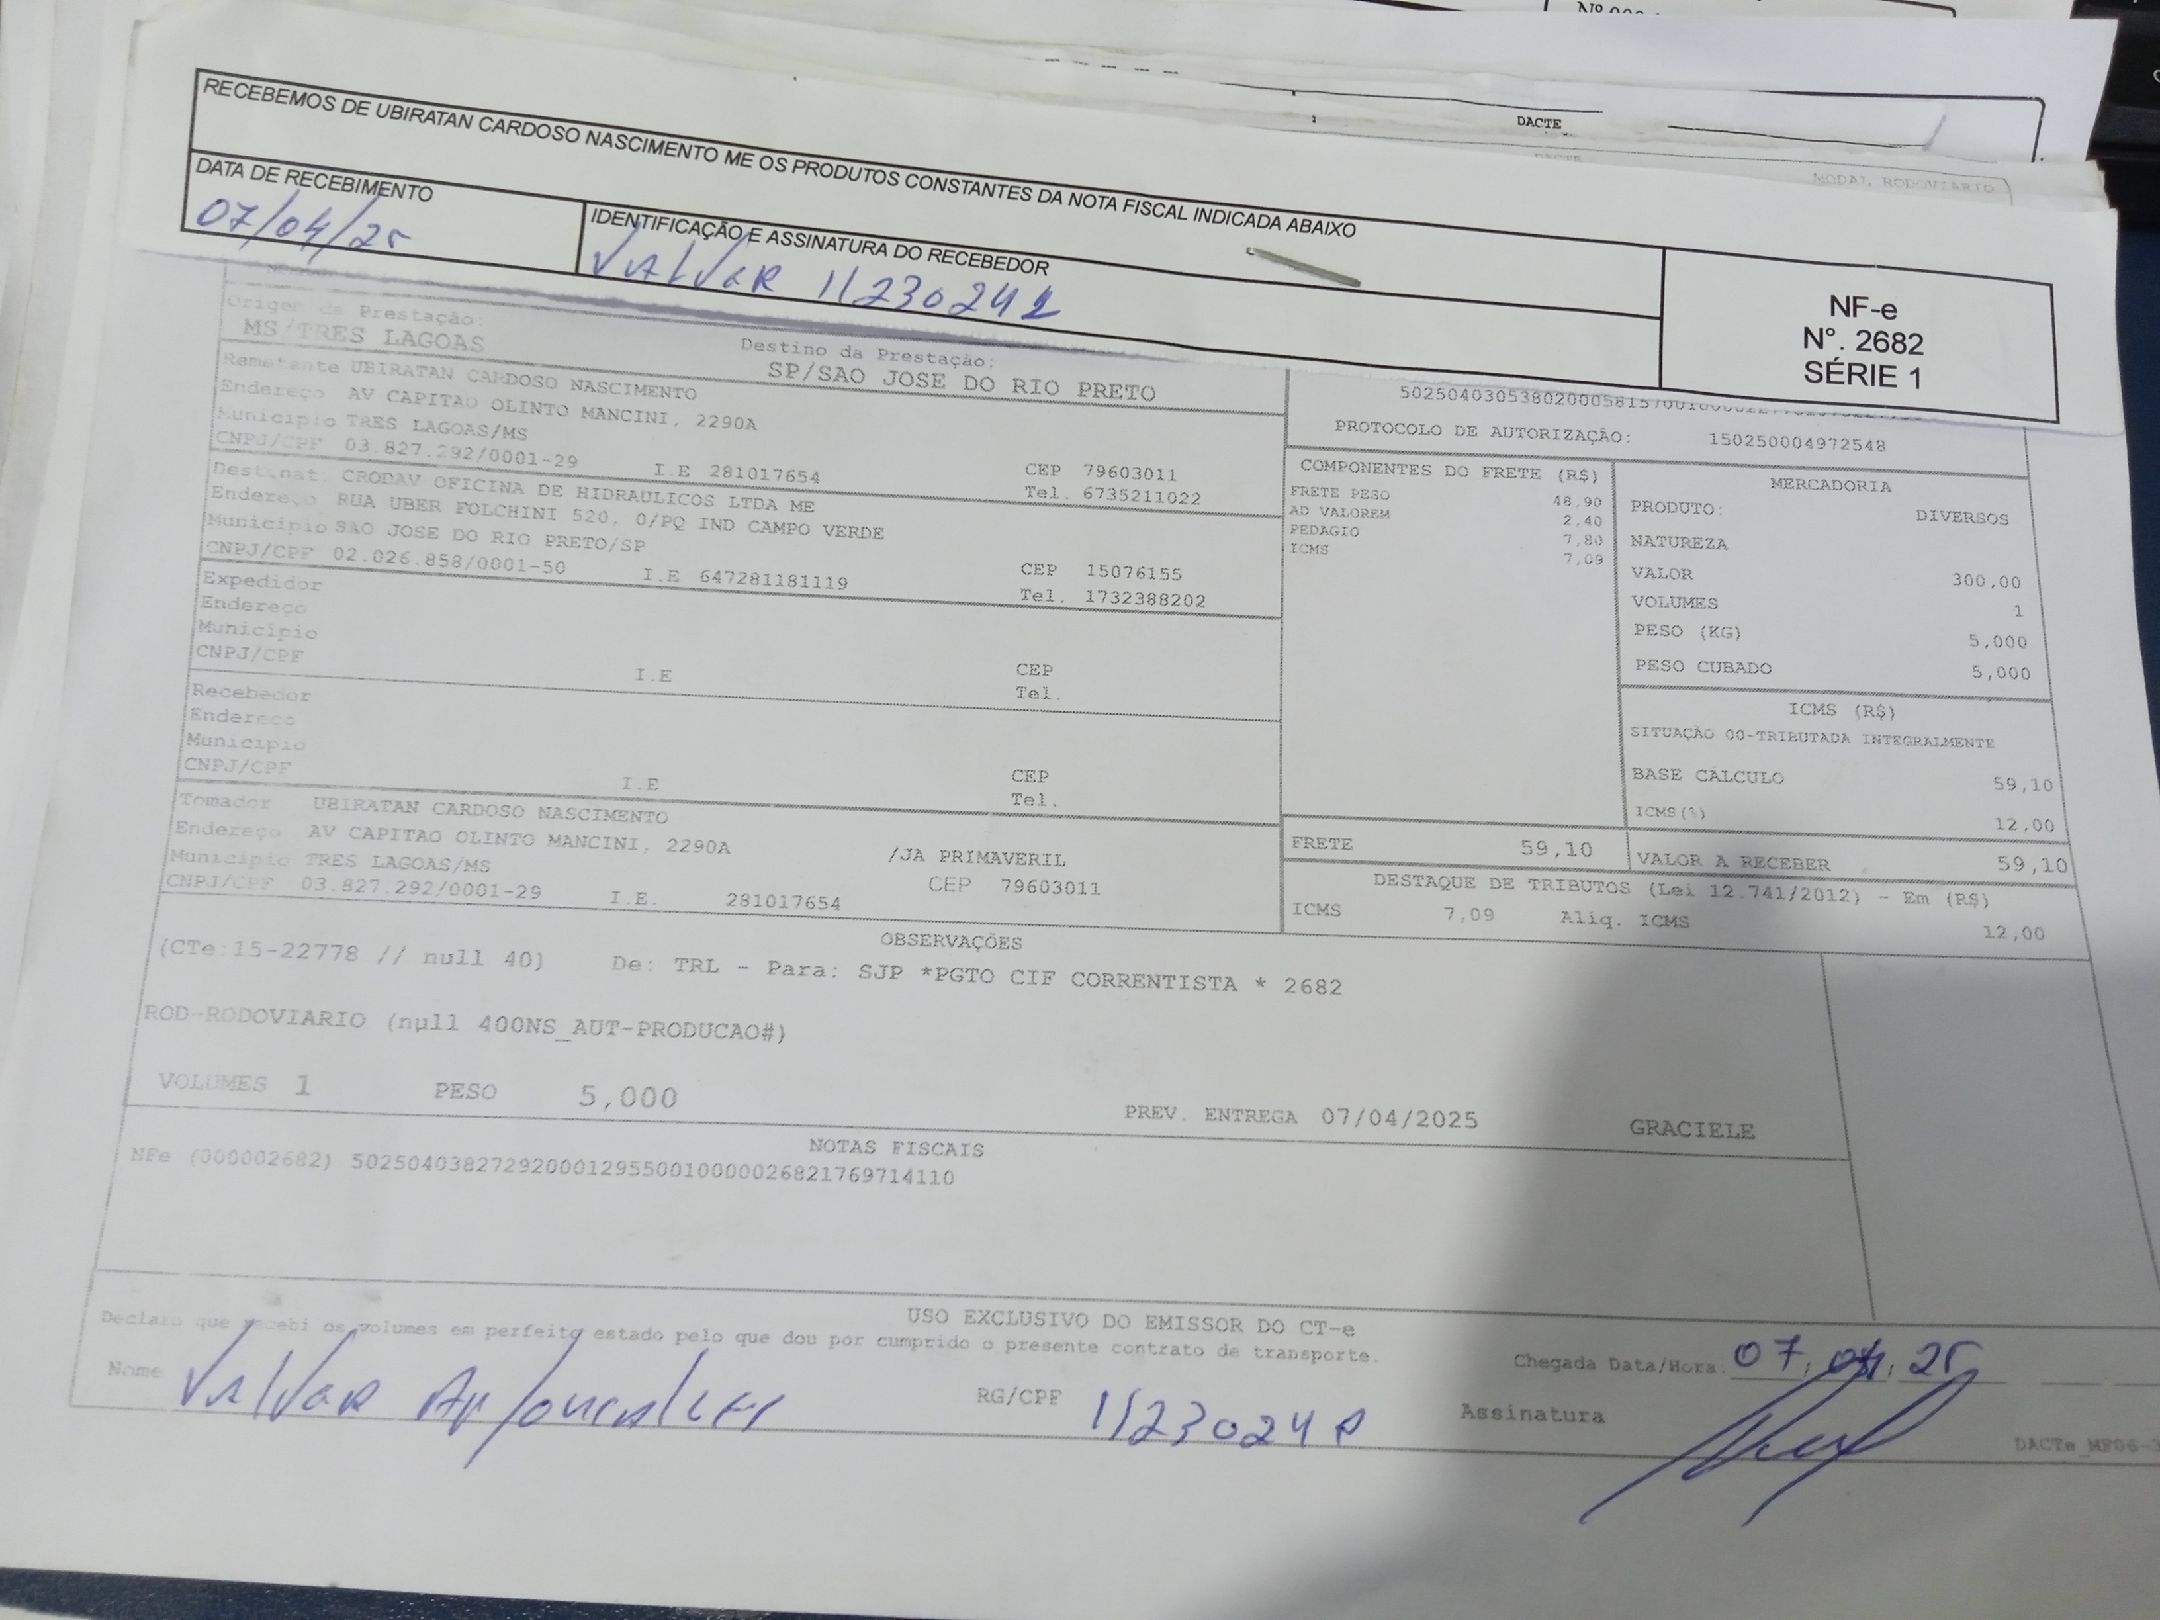 DACTE
MODAL RODOVIARIO
RECEBEMOS DE UBIRATAN CARDOSO NASCIMENTO ME OS PRODUTOS CONSTANTES DA NOTA FISCAL INDICADA ABAIXO
DATA DE RECEBIMENTO
07/04/25
IDENTIFICAÇÃO E ASSINATURA DO RECEBEDOR
NF-e
N°. 2682
SÉRIE 1
Origem da Prestação:
MS/TRES LAGOAS
Destino da Prestação:
SP/SAO JOSE DO RIO PRETO
Remetante UBIRATAN CARDOSO NASCIMENTO
Endereço AV CAPITAO OLINTO MANCINI, 2290A
Municipio TRES LAGOAS/MS CEP 79603011
CNPJ/CPF 03.827.292/0001-29 I.E 281017654 Tel. 6735211022
Destinat: CRODAV OFICINA DE HIDRAULICOS LTDA ME
Endereço RUA UBER FOLCHINI 520, 0/PQ IND CAMPO VERDE
Municipio SAO JOSE DO RIO PRETO/SP CEP 15076155
CNPJ/CPF 02.026.858/0001-50 I.E 647281181119 Tel. 1732388202
Expedidor
Endereço
Municipio CEP
CNPJ/CPF I.E Tel.
Recebedor
Endereco
Municipio CEP
CNPJ/CPF I.E Tel.
Tomador UBIRATAN CARDOSO NASCIMENTO
Endereço AV CAPITAO OLINTO MANCINI, 2290A /JA PRIMAVERIL
Municipio TRES LAGOAS/MS CEP 79603011
CNPJ/CPF 03.827.292/0001-29 I.E. 281017654
PROTOCOLO DE AUTORIZAÇÃO: 150250004972548
COMPONENTES DO FRETE (R$)
FRETE PESO 48,90
AD VALOREM 2,40
PEDAGIO 7,80
ICMS 7,09
MERCADORIA
PRODUTO: DIVERSOS
NATUREZA
VALOR 300,00
VOLUMES 1
PESO (KG) 5,000
PESO CUBADO 5,000
ICMS (R$)
SITUAÇÃO 00-TRIBUTADA INTEGRALMENTE
BASE CÁLCULO 59,10
ICMS(%) 12,00
FRETE 59,10 VALOR A RECEBER 59,10
DESTAQUE DE TRIBUTOS (Lei 12.741/2012) - Em (R$)
ICMS 7,09 Aliq. ICMS 12,00
OBSERVAÇÕES
(CTe:15-22778 // null 40) De: TRL - Para: SJP *PGTO CIF CORRENTISTA * 2682
ROD-RODOVIARIO (null 400NS_AUT-PRODUCAO#)
VOLUMES 1 PESO 5,000 PREV. ENTREGA 07/04/2025 GRACIELE
NOTAS FISCAIS
NFe (000002682) 50250403827292000129550010000026821769714110
USO EXCLUSIVO DO EMISSOR DO CT-e
Declaro que recebi os volumes em perfeito estado pelo que dou por cumprido o presente contrato de transporte.
Chegada Data/Hora: 07, 04, 25
Nome
RG/CPF
Assinatura